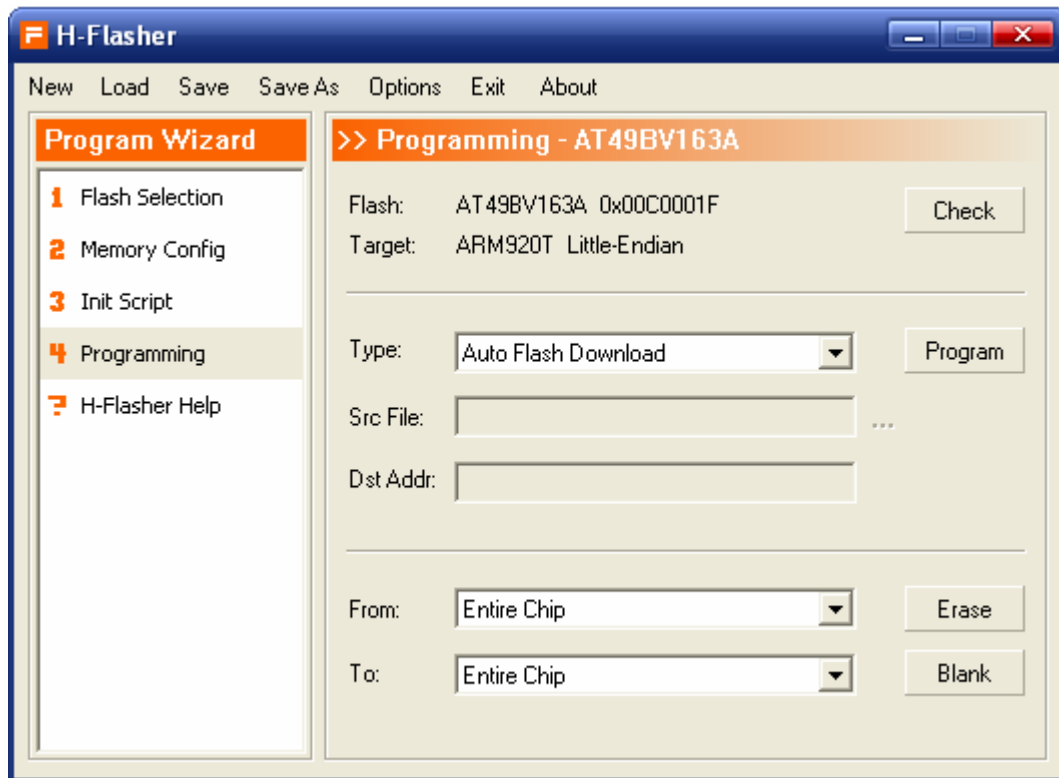 H-Flasher
New Load Save Save As Options Exit About
Program Wizard
1 Flash Selection
2 Memory Config
3 Init Script
4 Programming
? H-Flasher Help
>> Programming - AT49BV163A
Flash: AT49BV163A 0x00C0001F Check
Target: ARM920T Little-Endian
Type: Auto Flash Download Program
Src File: ...
Dst Addr:
From: Entire Chip Erase
To: Entire Chip Blank